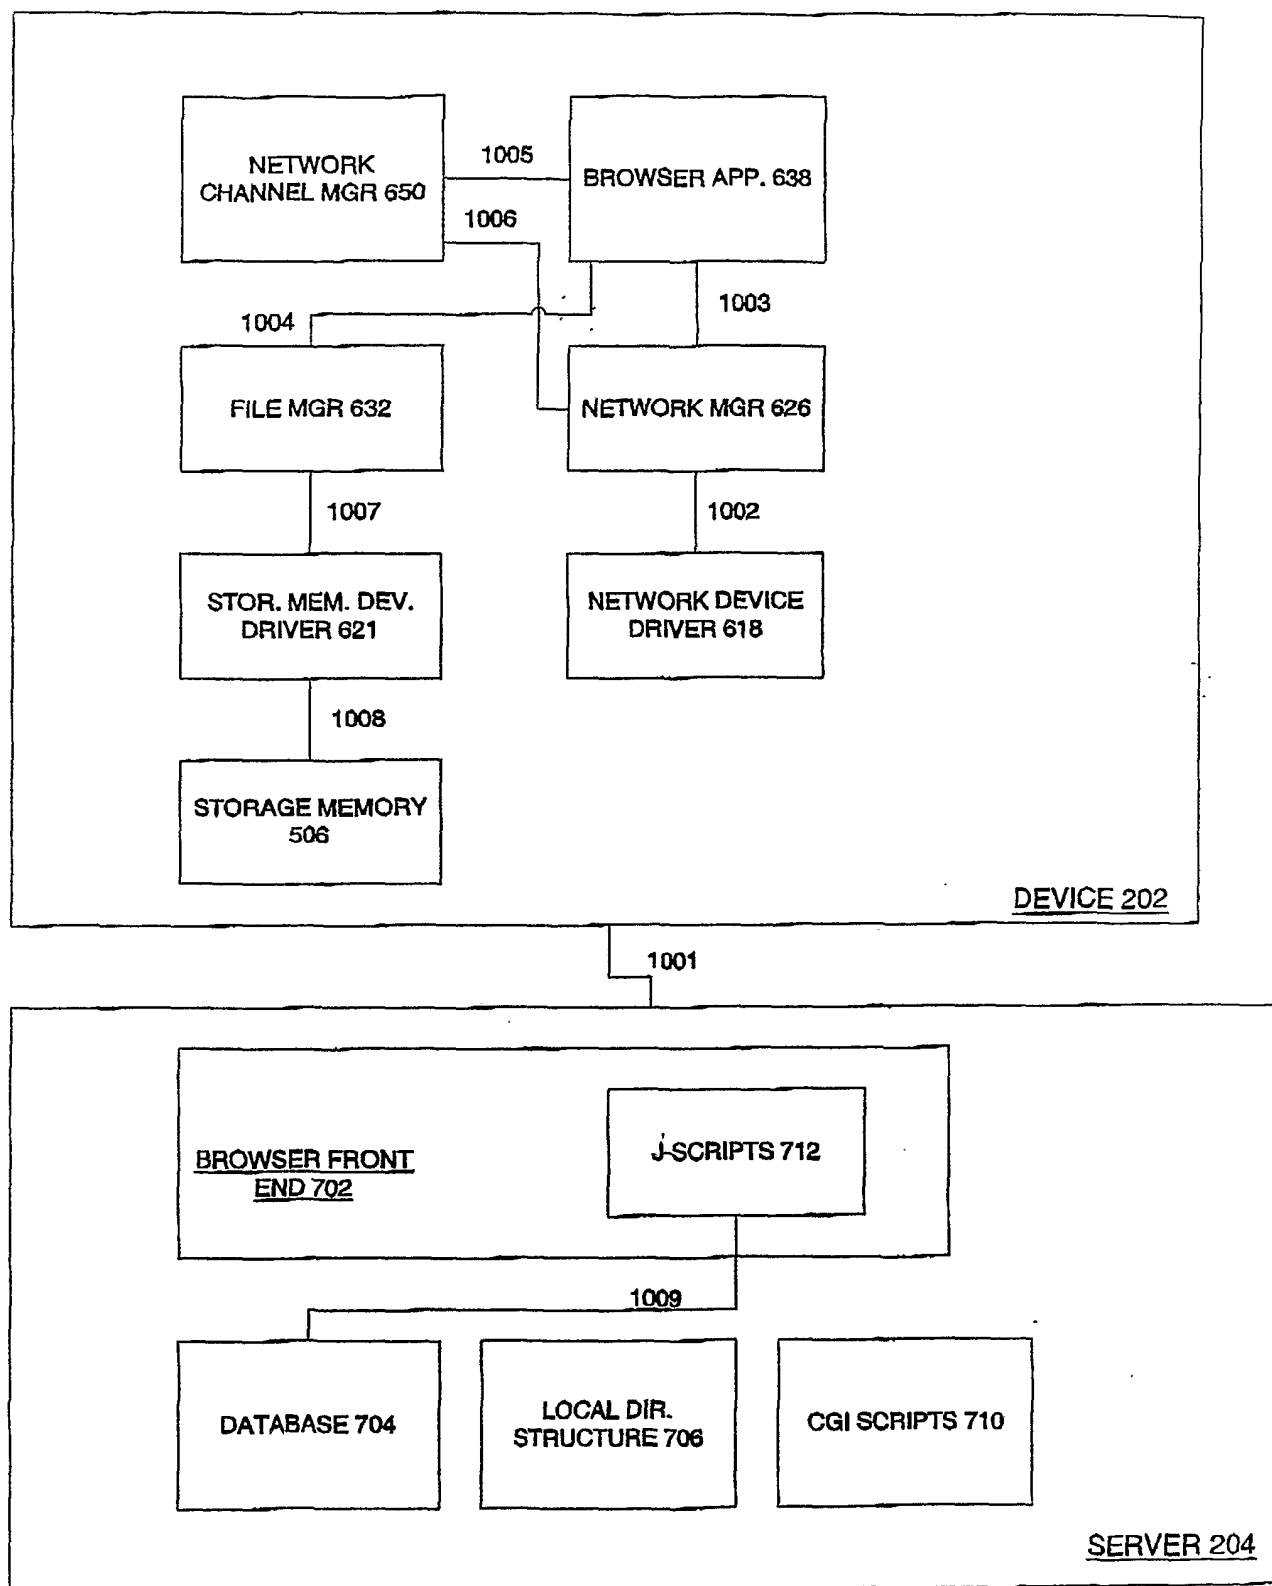 NETWORK
CHANNEL MGR 650
1005
BROWSER APP. 638
1006
1004
1003
FILE MGR 632
NETWORK MGR 626
1007
1002
STOR. MEM. DEV.
DRIVER 621
NETWORK DEVICE
DRIVER 618
1008
STORAGE MEMORY
506
DEVICE 202
1001
J-SCRIPTS 712
BROWSER FRONT
END 702
1009
DATABASE 704
LOCAL DIR.
STRUCTURE 706
CGI SCRIPTS 710
SERVER 204